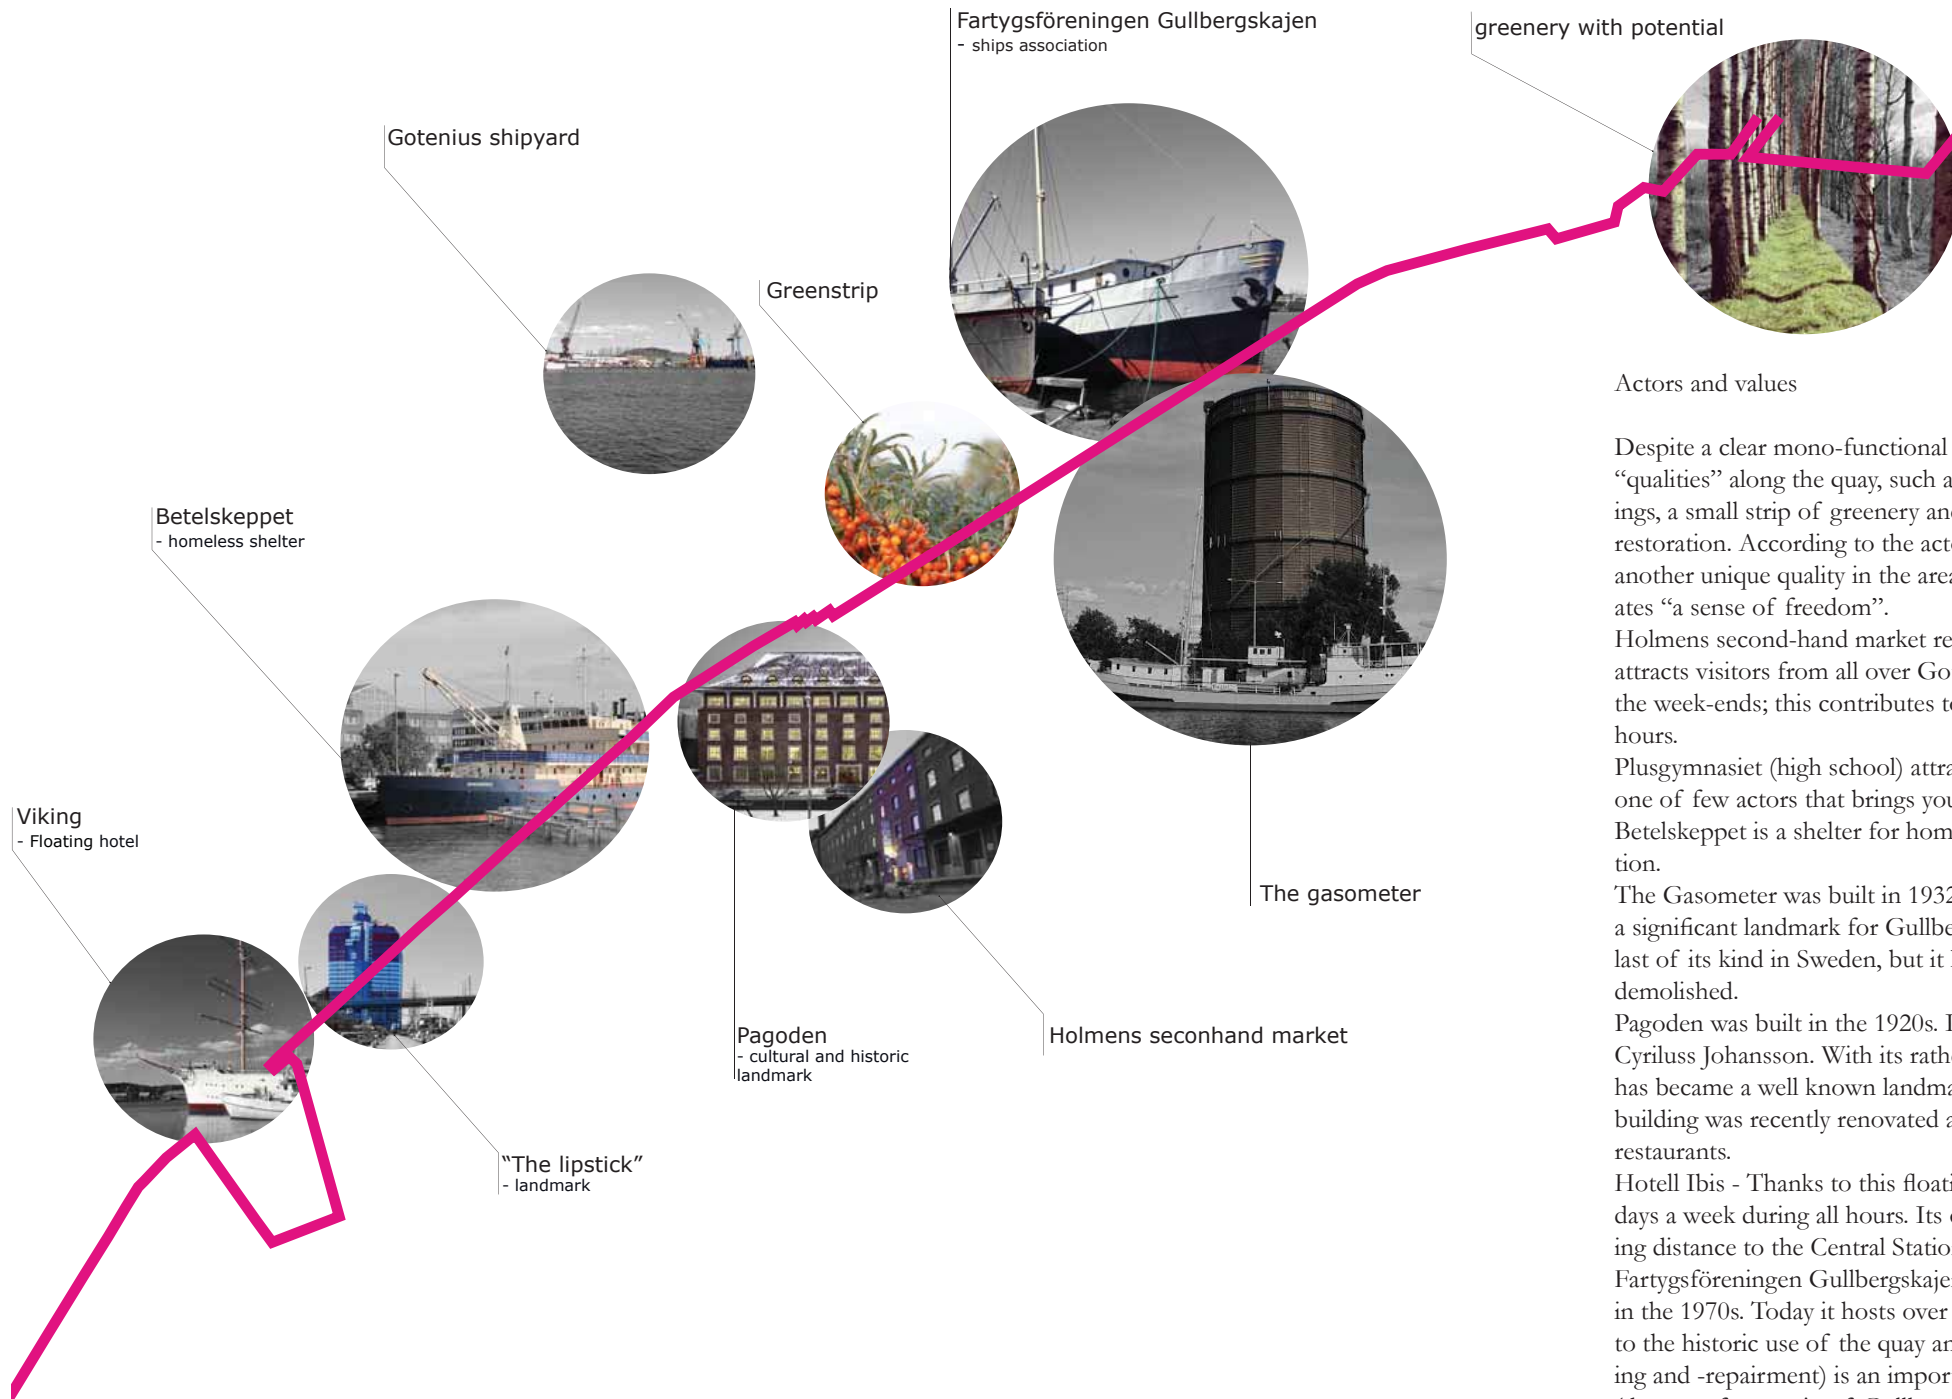 Fartygsföreningen Gullbergskajen
- ships association
greenery with potential
Gotenius shipyard
Greenstrip
Betelskeppet
- homeless shelter
Viking
- Floating hotel
The gasometer
Pagoden
- cultural and historic
landmark
Holmens seconhand market
“The lipstick”
- landmark
Actors and values
Despite a clear mono-functional
“qualities” along the quay, such a
ings, a small strip of greenery an
restoration. According to the act
another unique quality in the area
ates “a sense of freedom”.
Holmens second-hand market re
attracts visitors from all over Go
the week-ends; this contributes t
hours.
Plusgymnasiet (high school) attra
one of few actors that brings you
Betelskeppet is a shelter for hom
tion.
The Gasometer was built in 1932
a significant landmark for Gullbe
last of its kind in Sweden, but it
demolished.
Pagoden was built in the 1920s.
Cyriluss Johansson. With its rath
has became a well known landma
building was recently renovated a
restaurants.
Hotell Ibis - Thanks to this floati
days a week during all hours. Its
ing distance to the Central Statio
Fartygsföreningen Gullbergskaje
in the 1970s. Today it hosts over
to the historic use of the quay an
ing and -repairment) is an impor